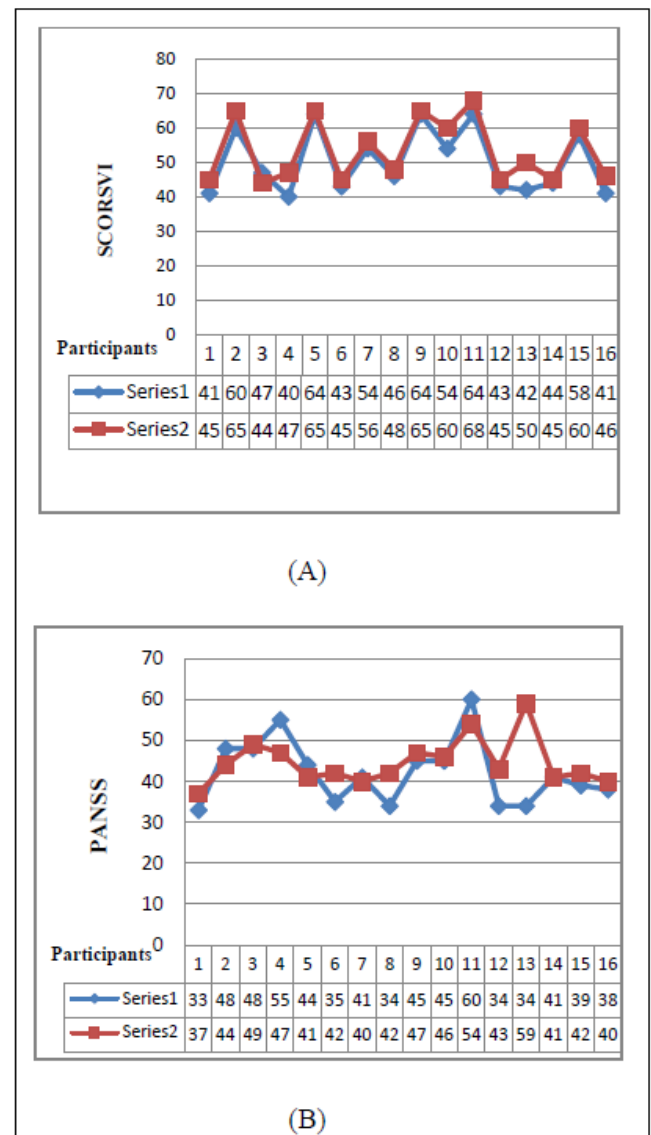 80
70
60
50
SCORSVI
40
30
20
10
0
Participants 1 2 3 4 5 6 7 8 9 10 11 12 13 14 15 16
Series1 41 60 47 40 64 43 54 46 64 54 64 43 42 44 58 41
Series2 45 65 44 47 65 45 56 48 65 60 68 45 50 45 60 46
(A)
70
60
50
40
PANSS
30
20
10
0
Participants 1 2 3 4 5 6 7 8 9 10 11 12 13 14 15 16
Series1 33 48 48 55 44 35 41 34 45 45 60 34 34 41 39 38
Series2 37 44 49 47 41 42 40 42 47 46 54 43 59 41 42 40
(B)